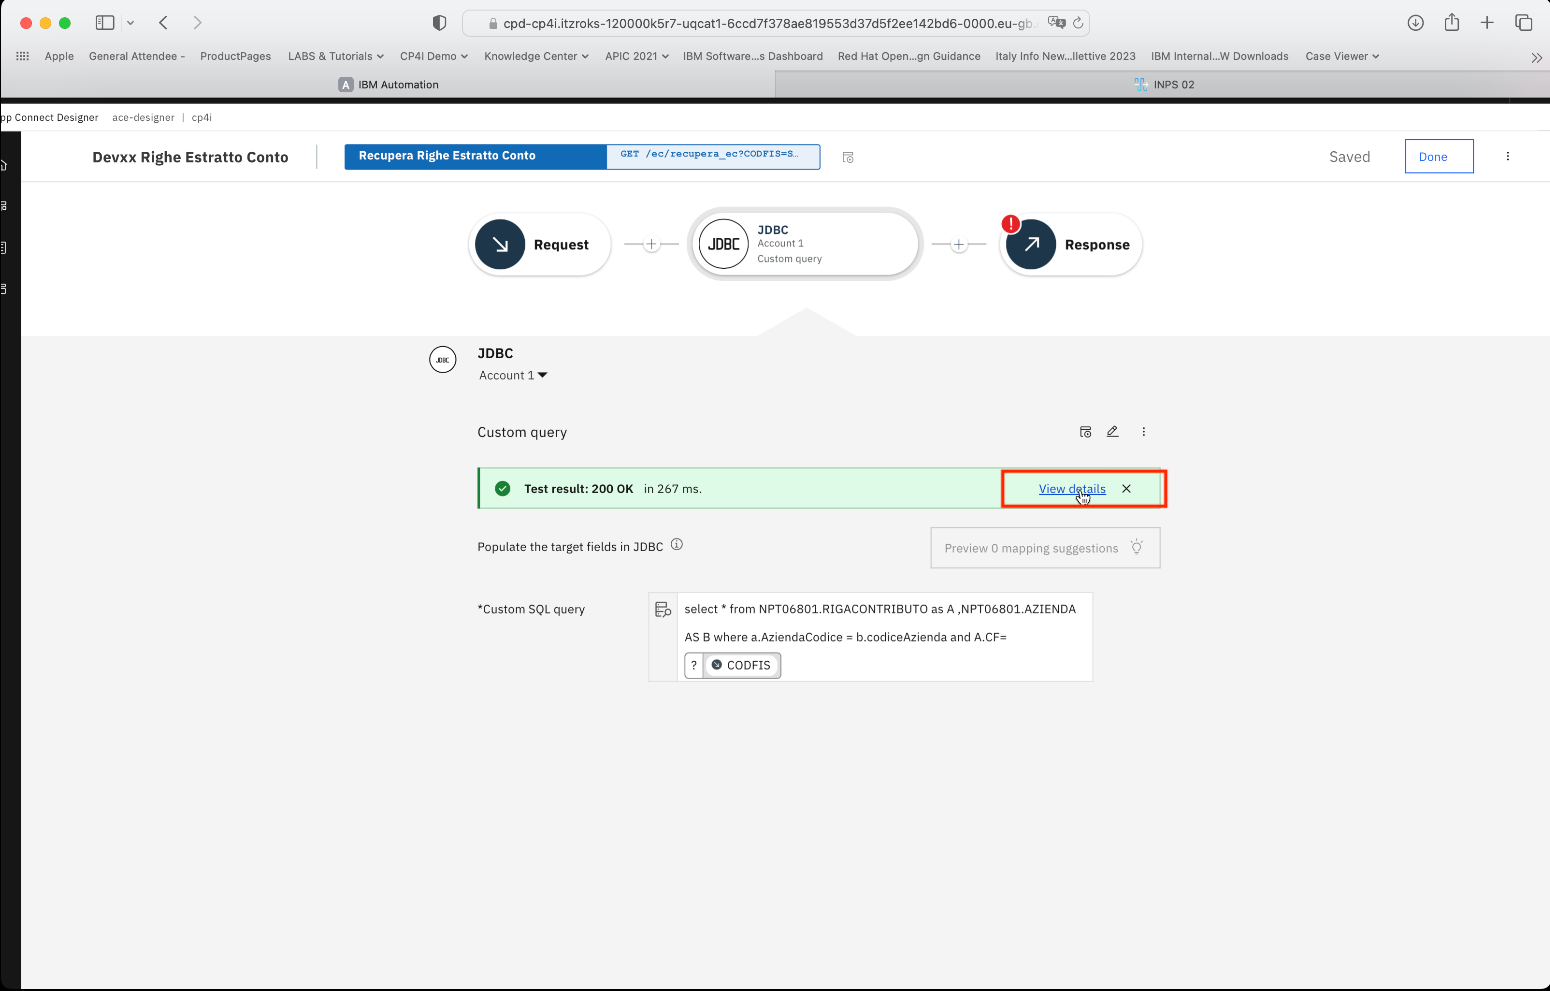 cpd-cp4i.itzroks-120000k5r7-uqcat1-6ccd7f378ae819553d37d5f2ee142bd6-0000.eu-gb.
Apple General Attendee - ProductPages LABS & Tutorials CP4I Demo Knowledge Center APIC 2021 IBM Software...s Dashboard Red Hat Open...gn Guidance Italy Info New...llettive 2023 IBM Internal...W Downloads Case Viewer
A IBM Automation INPS 02
pp Connect Designer ace-designer | cp4i
Devxx Righe Estratto Conto
Recupera Righe Estratto Conto GET /ec/recupera_ec?CODFIS=S…
Saved Done
Request
JDBC
JDBC
Account 1
Custom query
!
Response
JDBC
JDBC
Account 1
Custom query
Test result: 200 OK in 267 ms. View details
Populate the target fields in JDBC
Preview 0 mapping suggestions
*Custom SQL query
select * from NPT06801.RIGACONTRIBUTO as A ,NPT06801.AZIENDA
AS B where a.AziendaCodice = b.codiceAzienda and A.CF=
? CODFIS